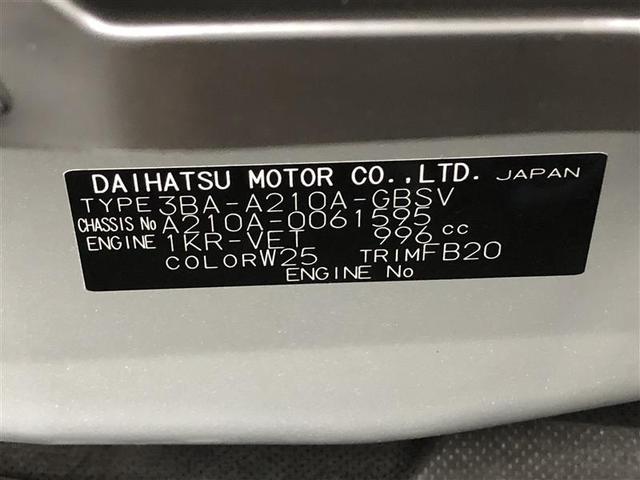 DAIHATSU MOTOR CO.,LTD. JAPAN
TYPE 3BA-A210A-GBSV
CHASSIS No A210A-0061595
ENGINE 1KR-VET 996 cc
COLOR W25 TRIM FB20
ENGINE No